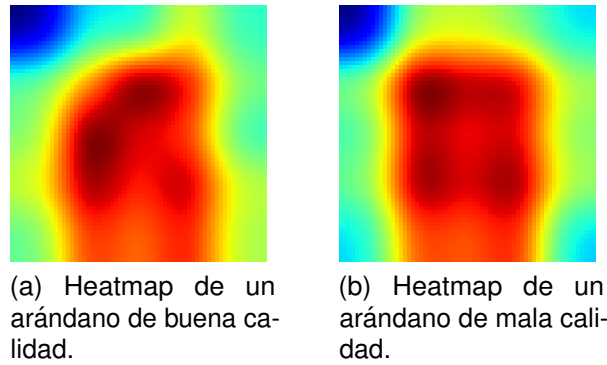 (a) Heatmap de un
arándano de buena ca-
lidad.
(b) Heatmap de un
arándano de mala cali-
dad.